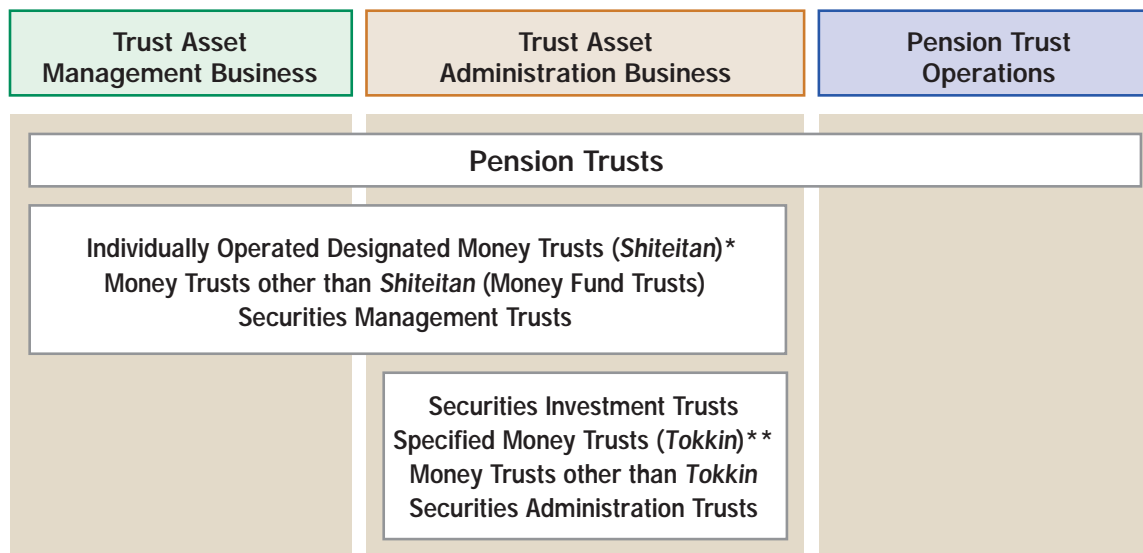 Trust Asset
Management Business
Trust Asset
Administration Business
Pension Trust
Operations
Pension Trusts
Individually Operated Designated Money Trusts (Shiteitan)*
Money Trusts other than Shiteitan (Money Fund Trusts)
Securities Management Trusts
Securities Investment Trusts
Specified Money Trusts (Tokkin)**
Money Trusts other than Tokkin
Securities Administration Trusts